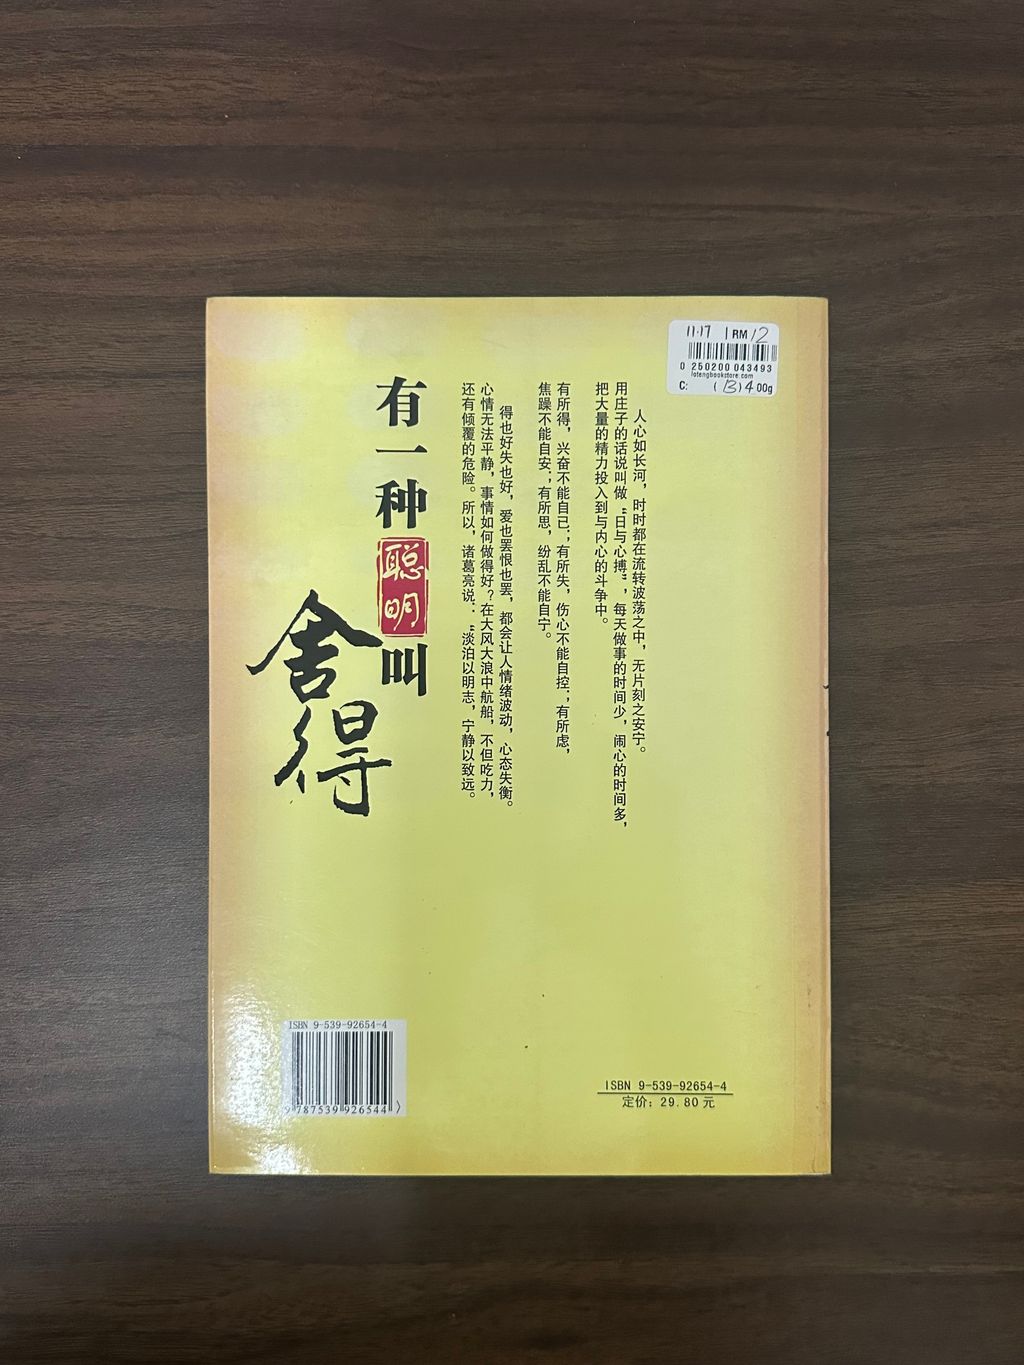 11·17 RM 12
0 250200 043493
lotengbookstore.com
C: (B) 4 00g
人心如长河，时时都在流转波荡之中，无片刻之安宁。
用庄子的话说叫做“日与心搏”，每天做事的时间少，闹心的时间多，
把大量的精力投入到与内心的斗争中。
有所得，兴奋不能自已；有所失，伤心不能自控；有所虑，
焦躁不能自安；有所思，纷乱不能自宁。
得也好失也好，爱也罢恨也罢，都会让人情绪波动，心态失衡。
心情无法平静，事情如何做得好？在大风大浪中航船，不但吃力，
还有倾覆的危险。所以，诸葛亮说：“淡泊以明志，宁静以致远。
有一种聪明叫
舍得
ISBN 9-539-92654-4
9 787539 926544
ISBN 9-539-92654-4
定价：29.80元